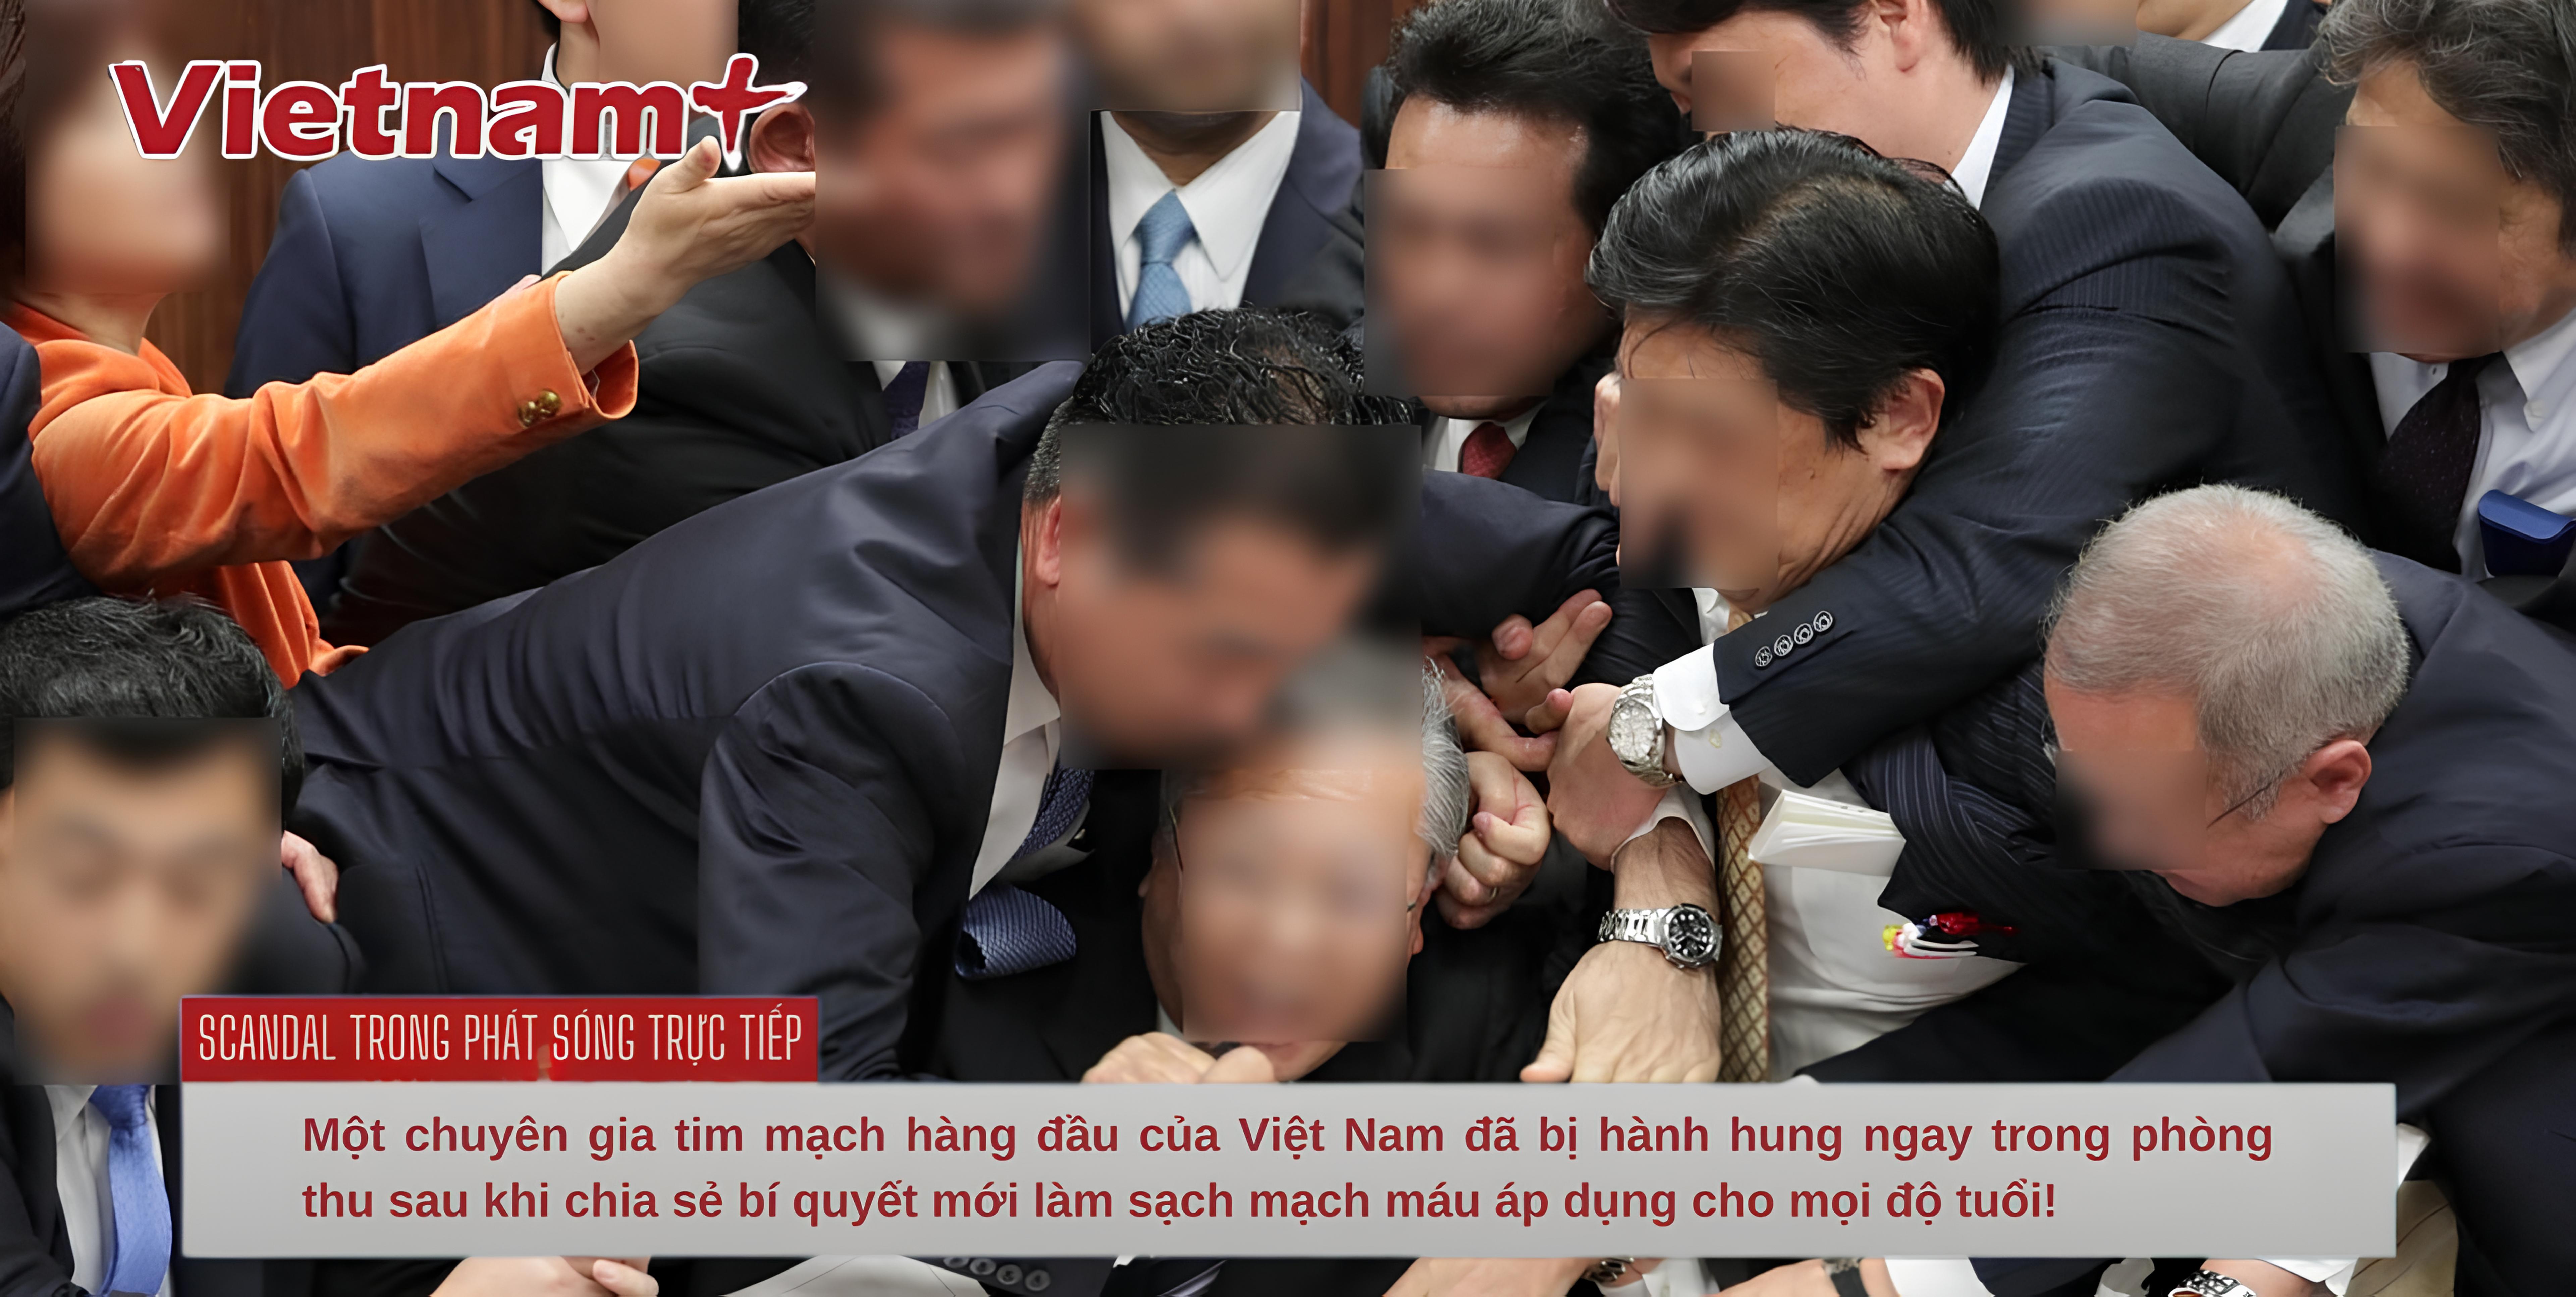 Vietnam+
SCANDAL TRONG PHÁT SÓNG TRỰC TIẾP
Một chuyên gia tim mạch hàng đầu của Việt Nam đã bị hành hung ngay trong phòng
thu sau khi chia sẻ bí quyết mới làm sạch mạch máu áp dụng cho mọi độ tuổi!